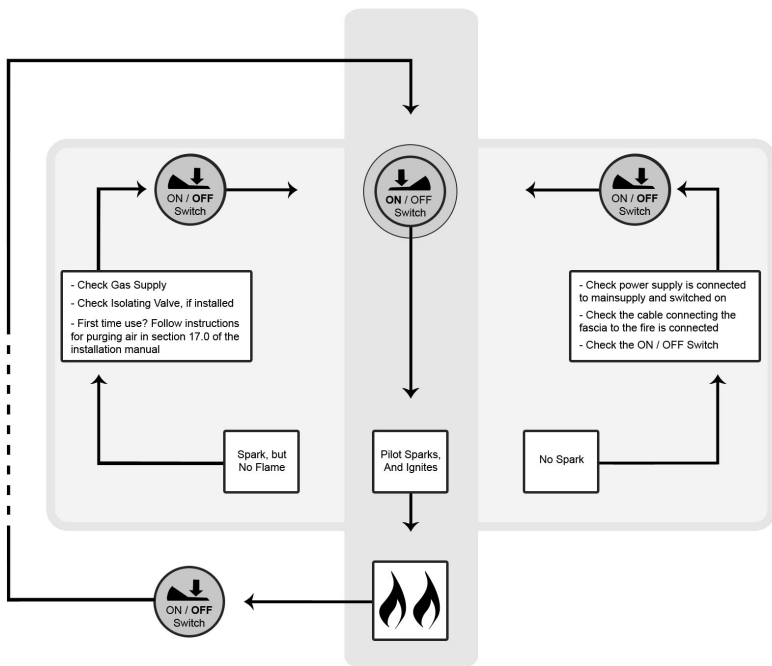 ON / OFF
Switch
ON / OFF
Switch
ON / OFF
Switch
- Check Gas Supply
- Check Isolating Valve, if installed
- First time use? Follow instructions
for purging air in section 17.0 of the
installation manual
- Check power supply is connected
to mainsupply and switched on
- Check the cable connecting the
fascia to the fire is connected
- Check the ON / OFF Switch
Spark, but
No Flame
Pilot Sparks,
And Ignites
No Spark
ON / OFF
Switch